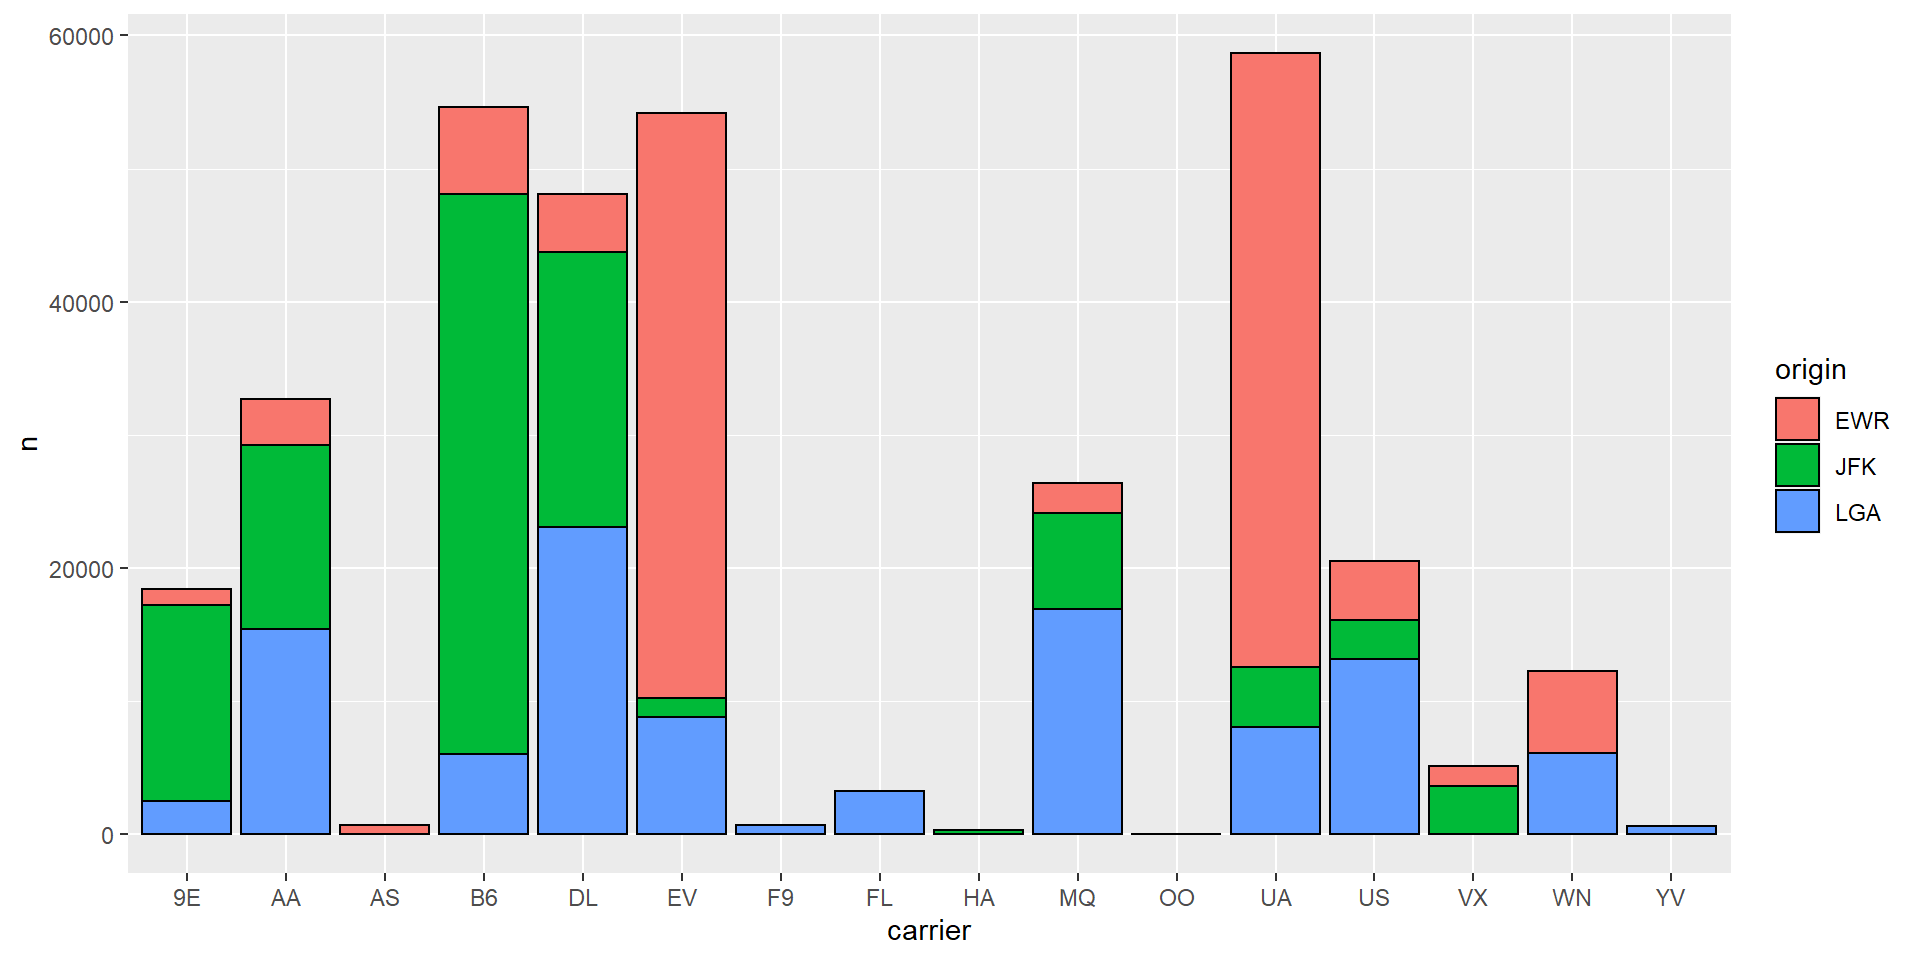 60000
40000
20000
0
n
9E AA AS B6 DL EV F9 FL HA MQ OO UA US VX WN YV
carrier
origin
EWR
JFK
LGA